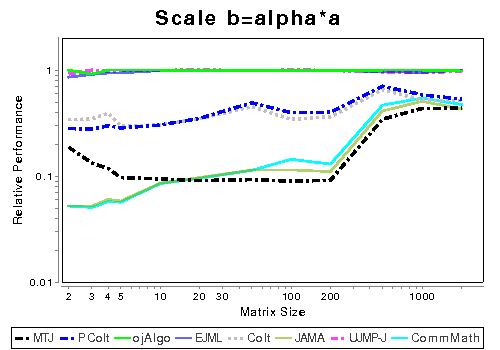 Scale b=alpha*a
Relative Performance
1
0.1
0.01
2 3 4 5 10 20 30 100 200 1000
Matrix Size
MTJ PColt ojAlgo EJML Colt JAMA UJMP-J CommMath